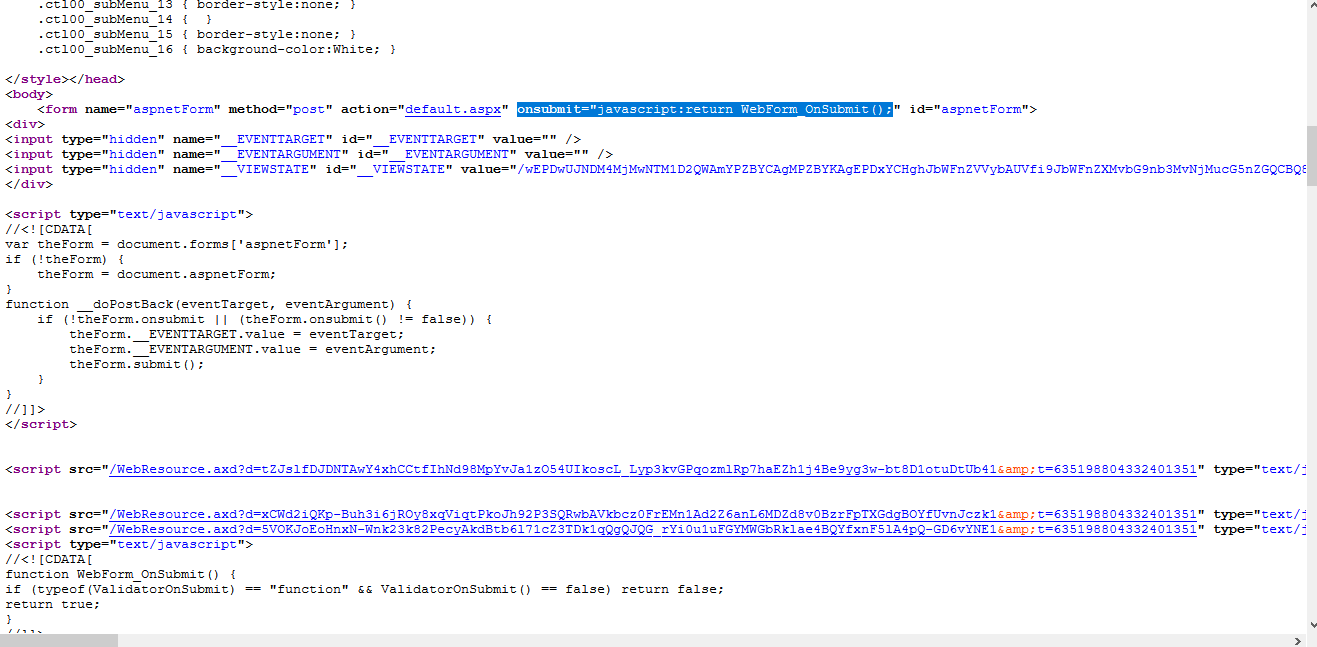 .ctl00_subMenu_13 { border-style:none; }
.ctl00_subMenu_14 {  }
.ctl00_subMenu_15 { border-style:none; }
.ctl00_subMenu_16 { background-color:White; }
</style></head>
<body>
<form name="aspnetForm" method="post" action="default.aspx" onsubmit="javascript:return WebForm_OnSubmit();" id="aspnetForm">
<div>
<input type="hidden" name="__EVENTTARGET" id="__EVENTTARGET" value="" />
<input type="hidden" name="__EVENTARGUMENT" id="__EVENTARGUMENT" value="" />
<input type="hidden" name="__VIEWSTATE" id="__VIEWSTATE" value="/wEPDwUJNDM4MjMwNTM1D2QWAmYPZBYCAgMPZBYKAgEPDxYCHghJbWFnZVVybAUVfi9JbWFnZXMvbG9nb3MvNjMucG5nZGQCBQ8
</div>
<script type="text/javascript">
//<![CDATA[
var theForm = document.forms['aspnetForm'];
if (!theForm) {
theForm = document.aspnetForm;
}
function __doPostBack(eventTarget, eventArgument) {
if (!theForm.onsubmit || (theForm.onsubmit() != false)) {
theForm.__EVENTTARGET.value = eventTarget;
theForm.__EVENTARGUMENT.value = eventArgument;
theForm.submit();
}
}
//]]>
</script>
<script src="/WebResource.axd?d=tZJslfDJDNTAwY4xhCCtfIhNd98MpYvJa1zO54UIkoscL_Lyp3kvGPqozmlRp7haEZh1j4Be9yg3w-bt8D1otuDtUb41&amp;t=635198804332401351" type="text/j
<script src="/WebResource.axd?d=xCWd2iQKp-Buh3i6jROy8xqViqtPkoJh92P3SQRwbAVkbcz0FrEMn1Ad2Z6anL6MDZd8v0BzrFpTXGdgBOYfUvnJczk1&amp;t=635198804332401351" type="text/j
<script src="/WebResource.axd?d=5VOKJoEoHnxN-Wnk23k82PecyAkdBtb6l71cZ3TDk1qQgQJQG_rYi0u1uFGYMWGbRklae4BQYfxnF5lA4pQ-GD6vYNE1&amp;t=635198804332401351" type="text/j
<script type="text/javascript">
//<![CDATA[
function WebForm_OnSubmit() {
if (typeof(ValidatorOnSubmit) == "function" && ValidatorOnSubmit() == false) return false;
return true;
}
//]]>